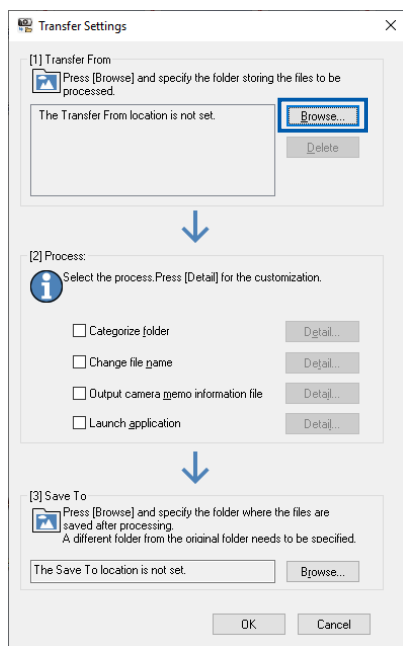 Transfer Settings
[1] Transfer From
Press [Browse] and specify the folder storing the files to be
processed.
The Transfer From location is not set.
Browse...
Delete
[2] Process:
Select the process.Press [Detail] for the customization.
Categorize folder
Detail...
Change file name
Detail...
Output camera memo information file
Detail...
Launch application
Detail...
[3] Save To
Press [Browse] and specify the folder where the files are
saved after processing.
A different folder from the original folder needs to be specified.
The Save To location is not set.
Browse...
OK
Cancel